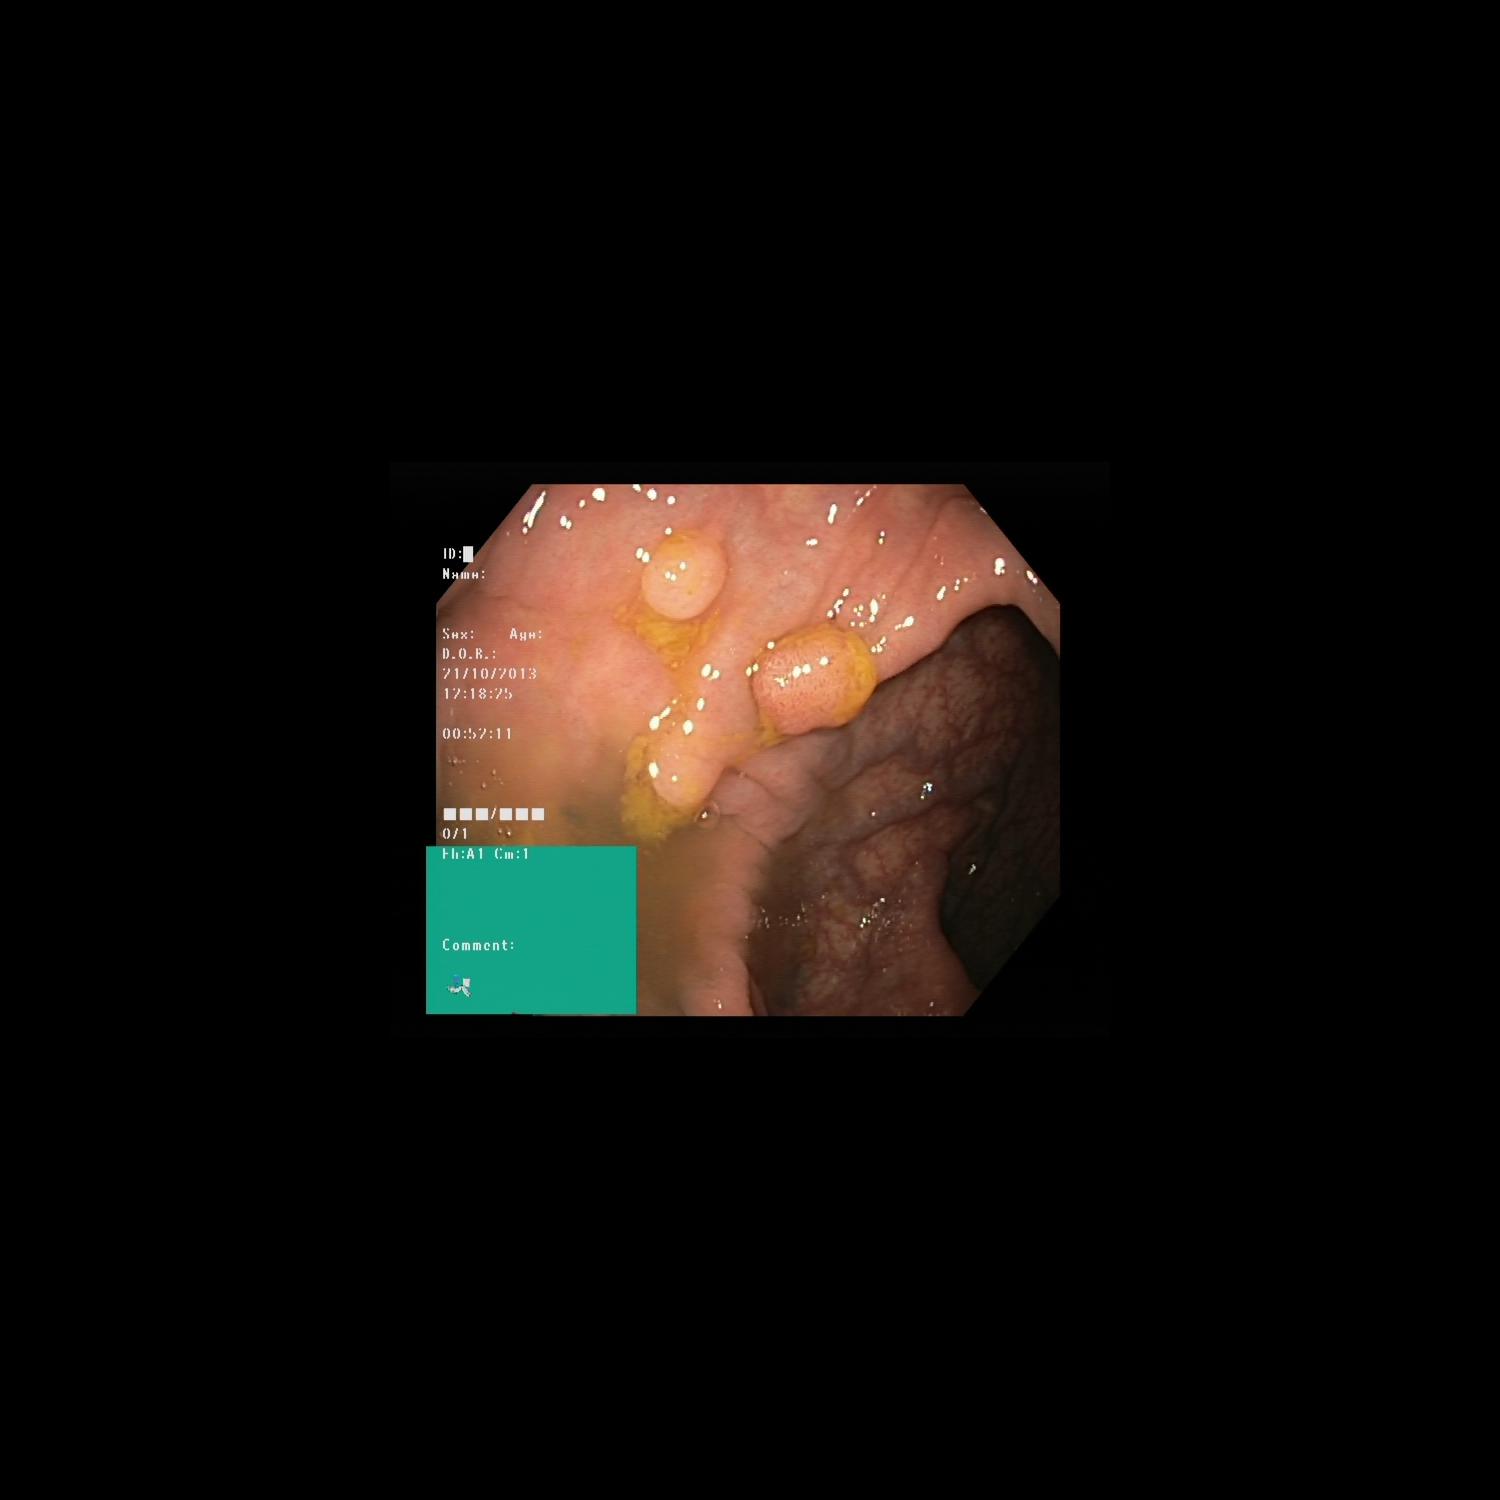 ID:
Name:
Sex: Age:
D.O.B.:
21/10/2013
12:18:25
00:52:11
■■■/■■■
0/1
Eh:A1 Cm:1
Comment: